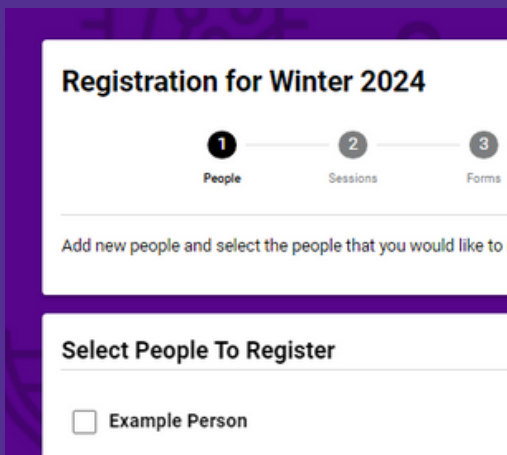 Registration for Winter 2024
1 2 3
People Sessions Forms
Add new people and select the people that you would like to
Select People To Register
Example Person